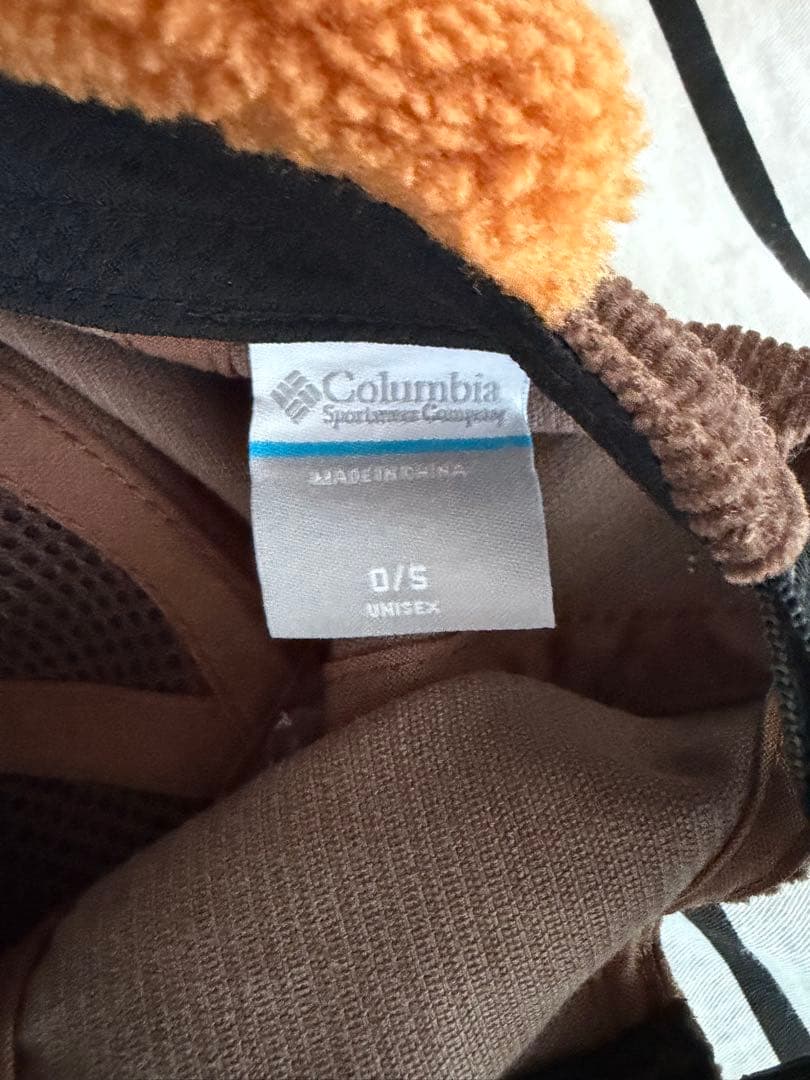 Columbia
Sportswear Company
MADE IN CHINA
O/S
UNISEX